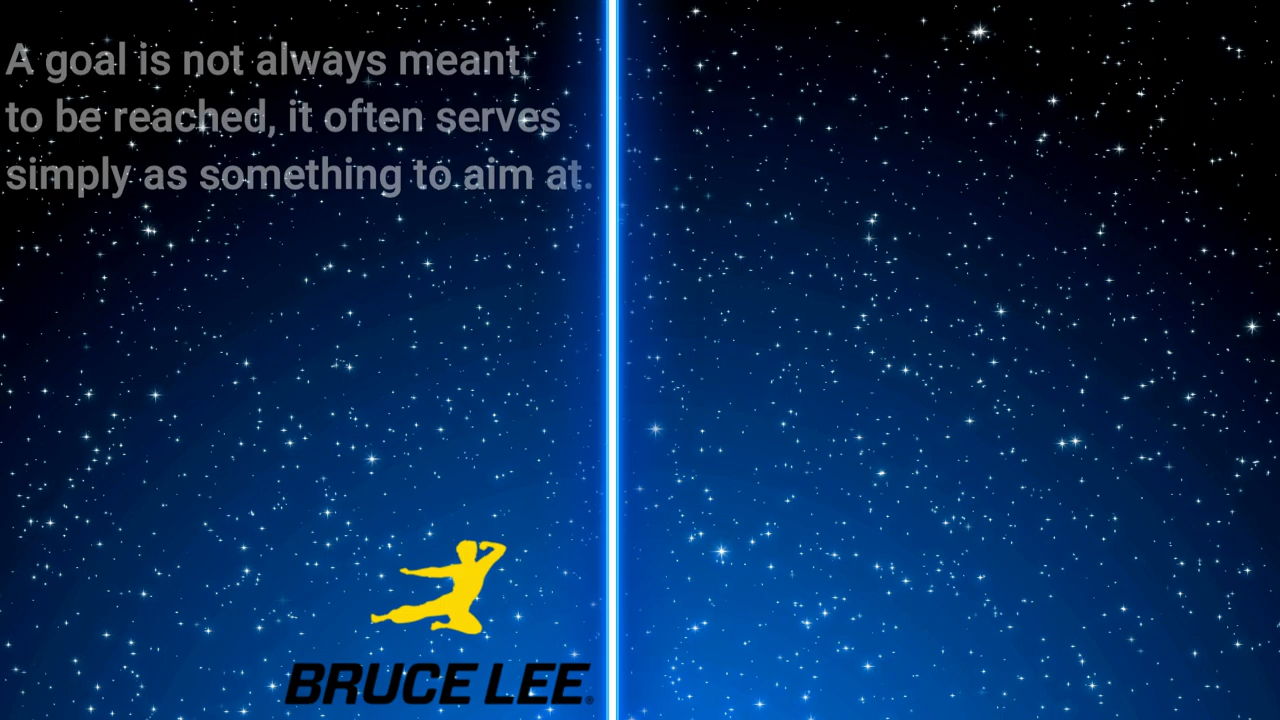 A goal is not always meant
to be reached, it often serves
simply as something to aim at.
BRUCE LEE®